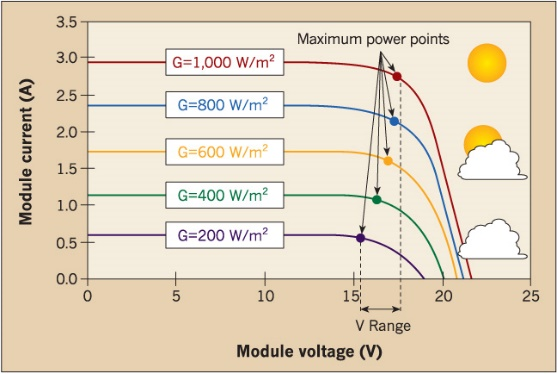 Maximum power points
G=1,000 W/m²
G=800 W/m²
G=600 W/m²
G=400 W/m²
G=200 W/m²
3.5
3.0
2.5
2.0
1.5
1.0
0.5
0.0
Module current (A)
0
5
10
15
20
25
V Range
Module voltage (V)